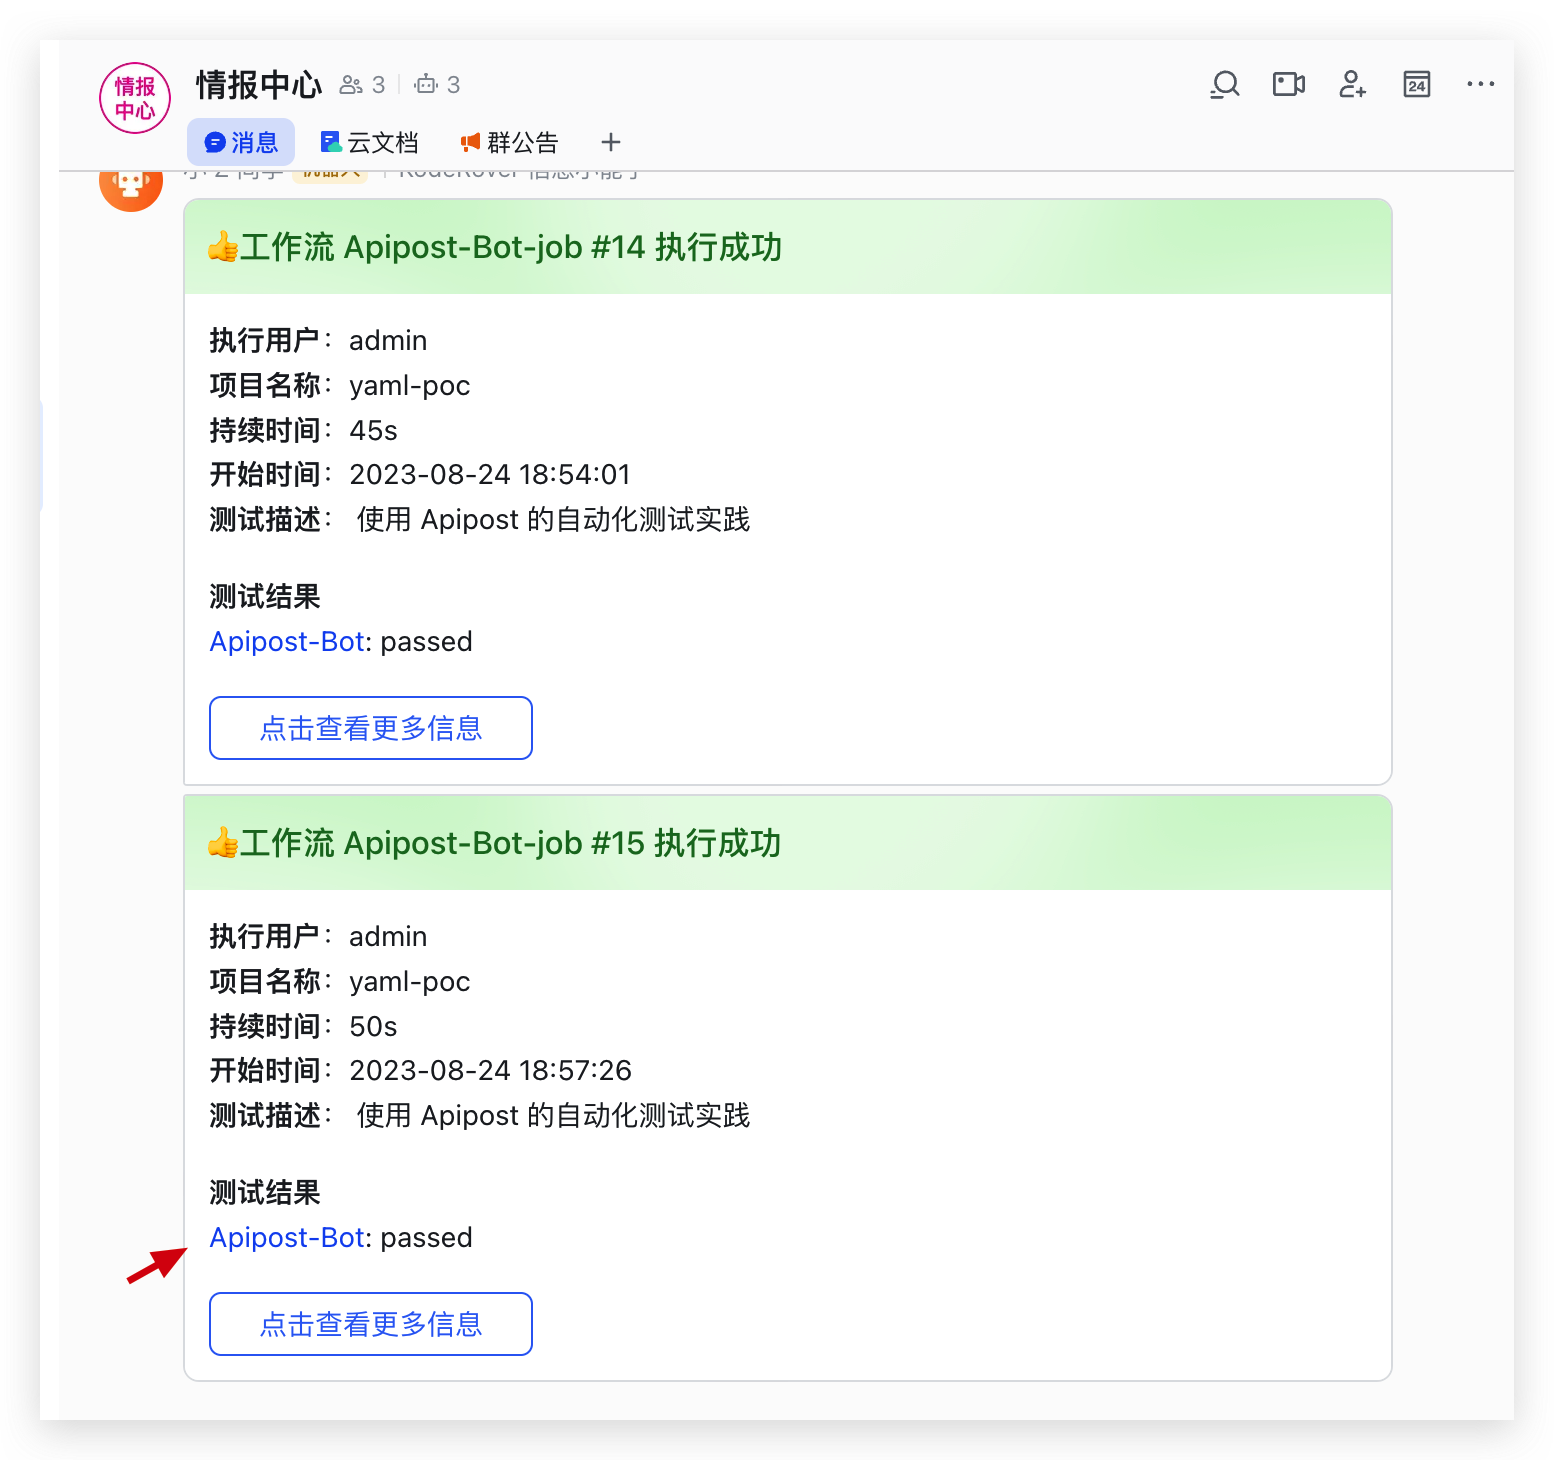 情报
中心
情报中心 3 3
24
消息 云文档 群公告
👍工作流 Apipost-Bot-job #14 执行成功
执行用户：admin
项目名称：yaml-poc
持续时间：45s
开始时间：2023-08-24 18:54:01
测试描述： 使用 Apipost 的自动化测试实践
测试结果
Apipost-Bot: passed
点击查看更多信息
👍工作流 Apipost-Bot-job #15 执行成功
执行用户：admin
项目名称：yaml-poc
持续时间：50s
开始时间：2023-08-24 18:57:26
测试描述： 使用 Apipost 的自动化测试实践
测试结果
Apipost-Bot: passed
点击查看更多信息